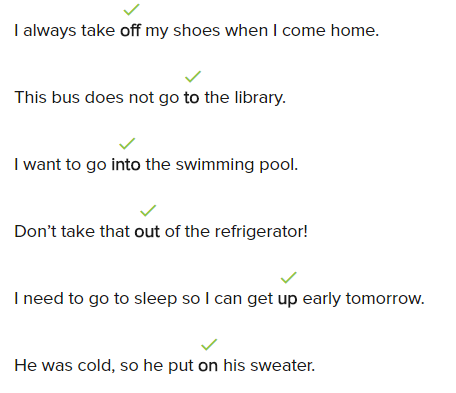 I always take off my shoes when I come home.
This bus does not go to the library.
I want to go into the swimming pool.
Don’t take that out of the refrigerator!
I need to go to sleep so I can get up early tomorrow.
He was cold, so he put on his sweater.